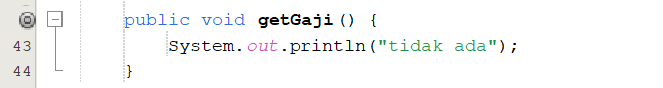 public void getGaji() {
43 System.out.println("tidak ada");
44 }